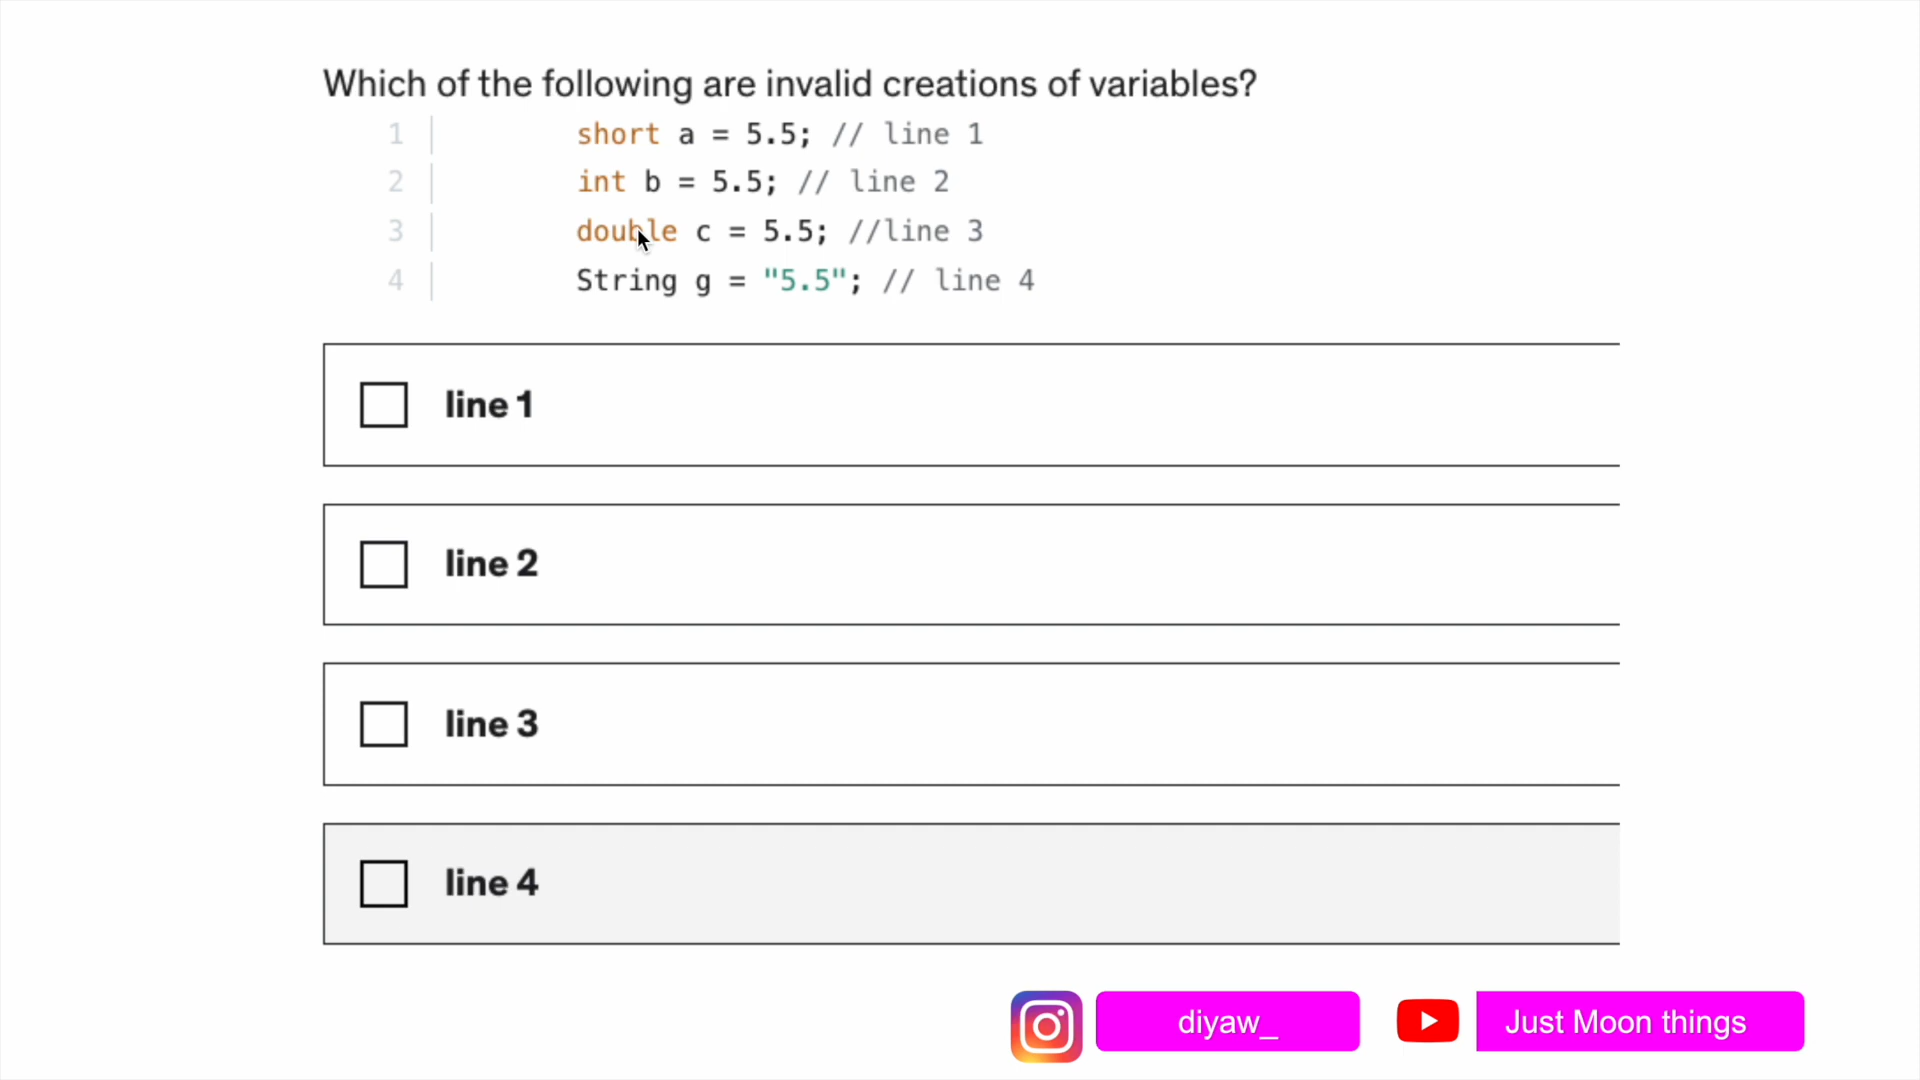 Which of the following are invalid creations of variables?
1 short a = 5.5; // line 1
2 int b = 5.5; // line 2
3 double c = 5.5; //line 3
4 String g = "5.5"; // line 4
line 1
line 2
line 3
line 4
diyaw_ Just Moon things